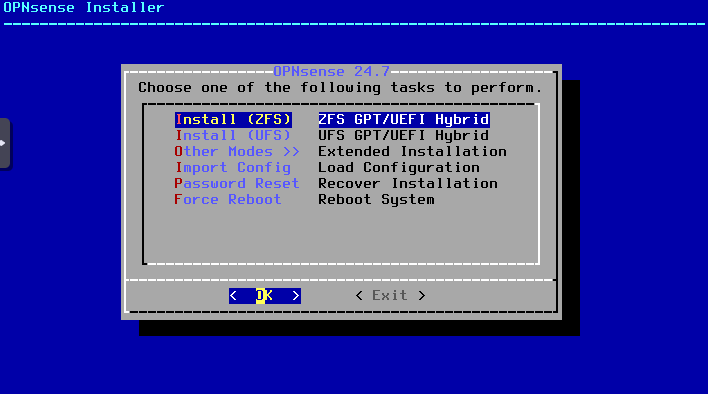 OPNsense Installer
OPNsense 24.7
Choose one of the following tasks to perform.
Install (ZFS) ZFS GPT/UEFI Hybrid
Install (UFS) UFS GPT/UEFI Hybrid
Other Modes >> Extended Installation
Import Config Load Configuration
Password Reset Recover Installation
Force Reboot Reboot System
< OK > < Exit >